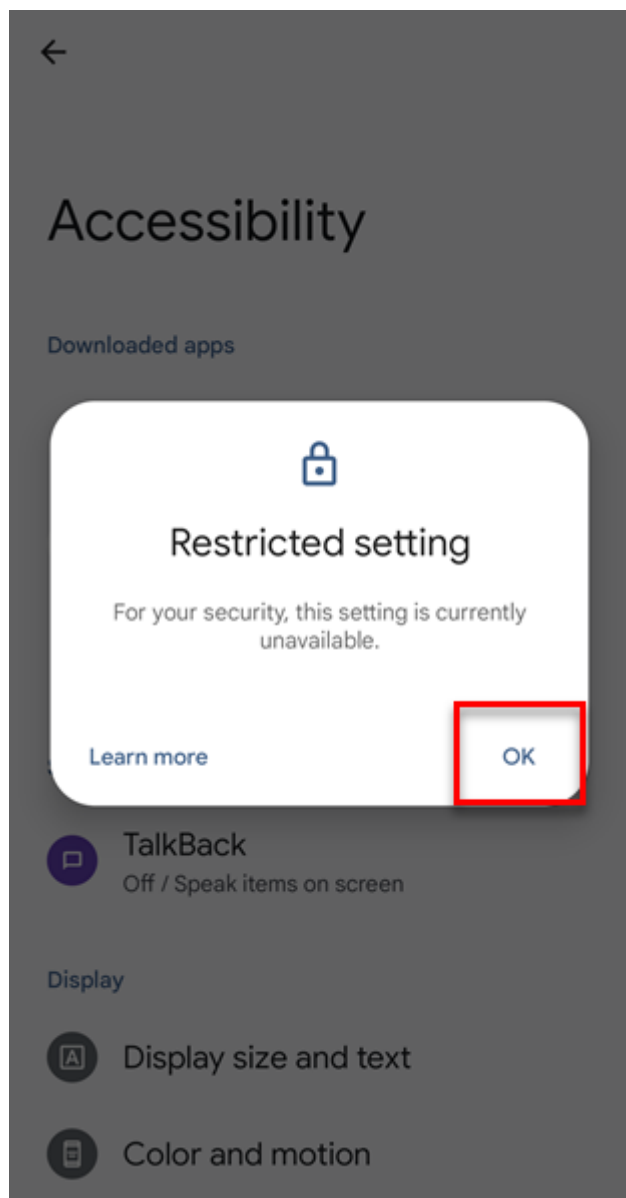 Accessibility
Downloaded apps
Restricted setting
For your security, this setting is currently
unavailable.
Learn more
OK
TalkBack
Off / Speak items on screen
Display
Display size and text
Color and motion